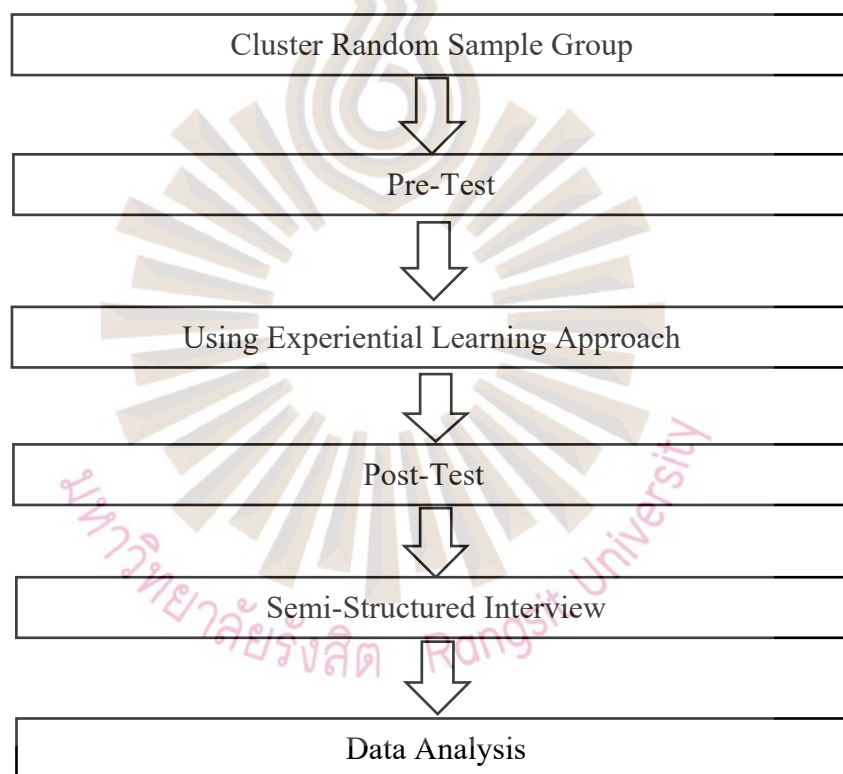 Cluster Random Sample Group
Pre-Test
Using Experiential Learning Approach
Post-Test
Semi-Structured Interview
มหาวิทยาลัยรังสิต Rangsit University
Data Analysis